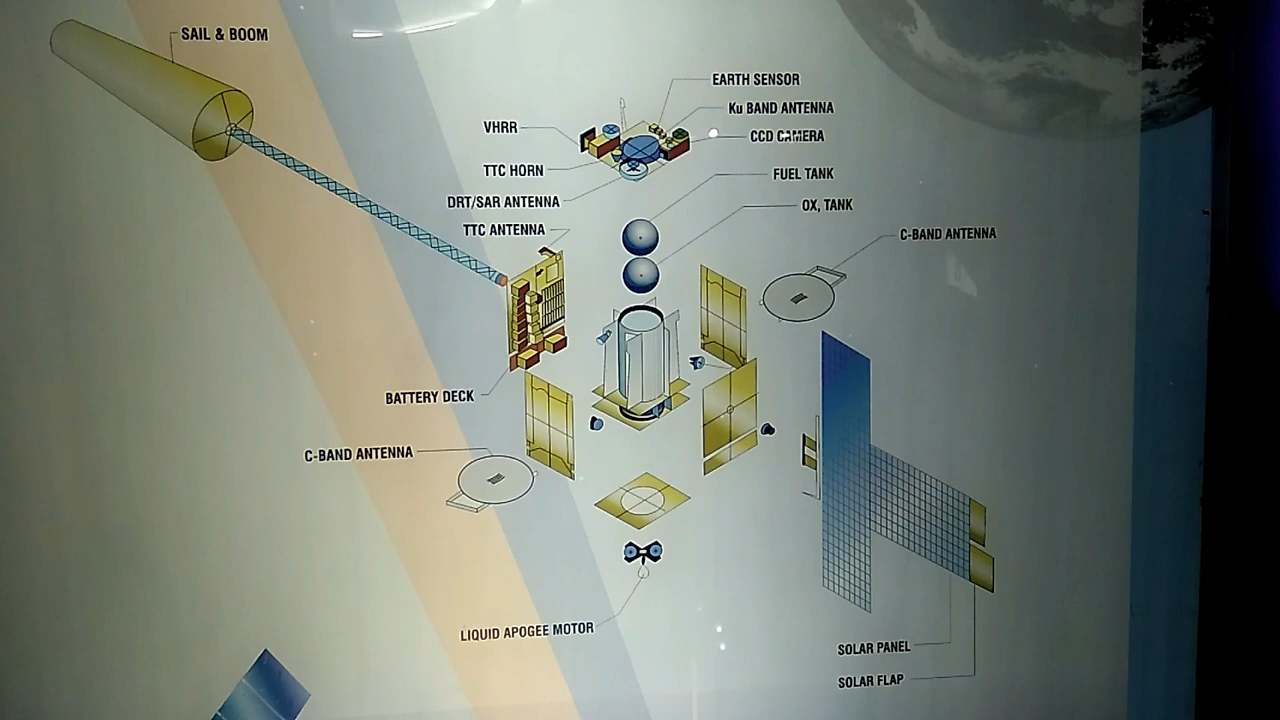 SAIL & BOOM
EARTH SENSOR
Ku BAND ANTENNA
VHRR
CCD CAMERA
TTC HORN
FUEL TANK
DRT/SAR ANTENNA
OX, TANK
TTC ANTENNA
C-BAND ANTENNA
BATTERY DECK
C-BAND ANTENNA
LIQUID APOGEE MOTOR
SOLAR PANEL
SOLAR FLAP